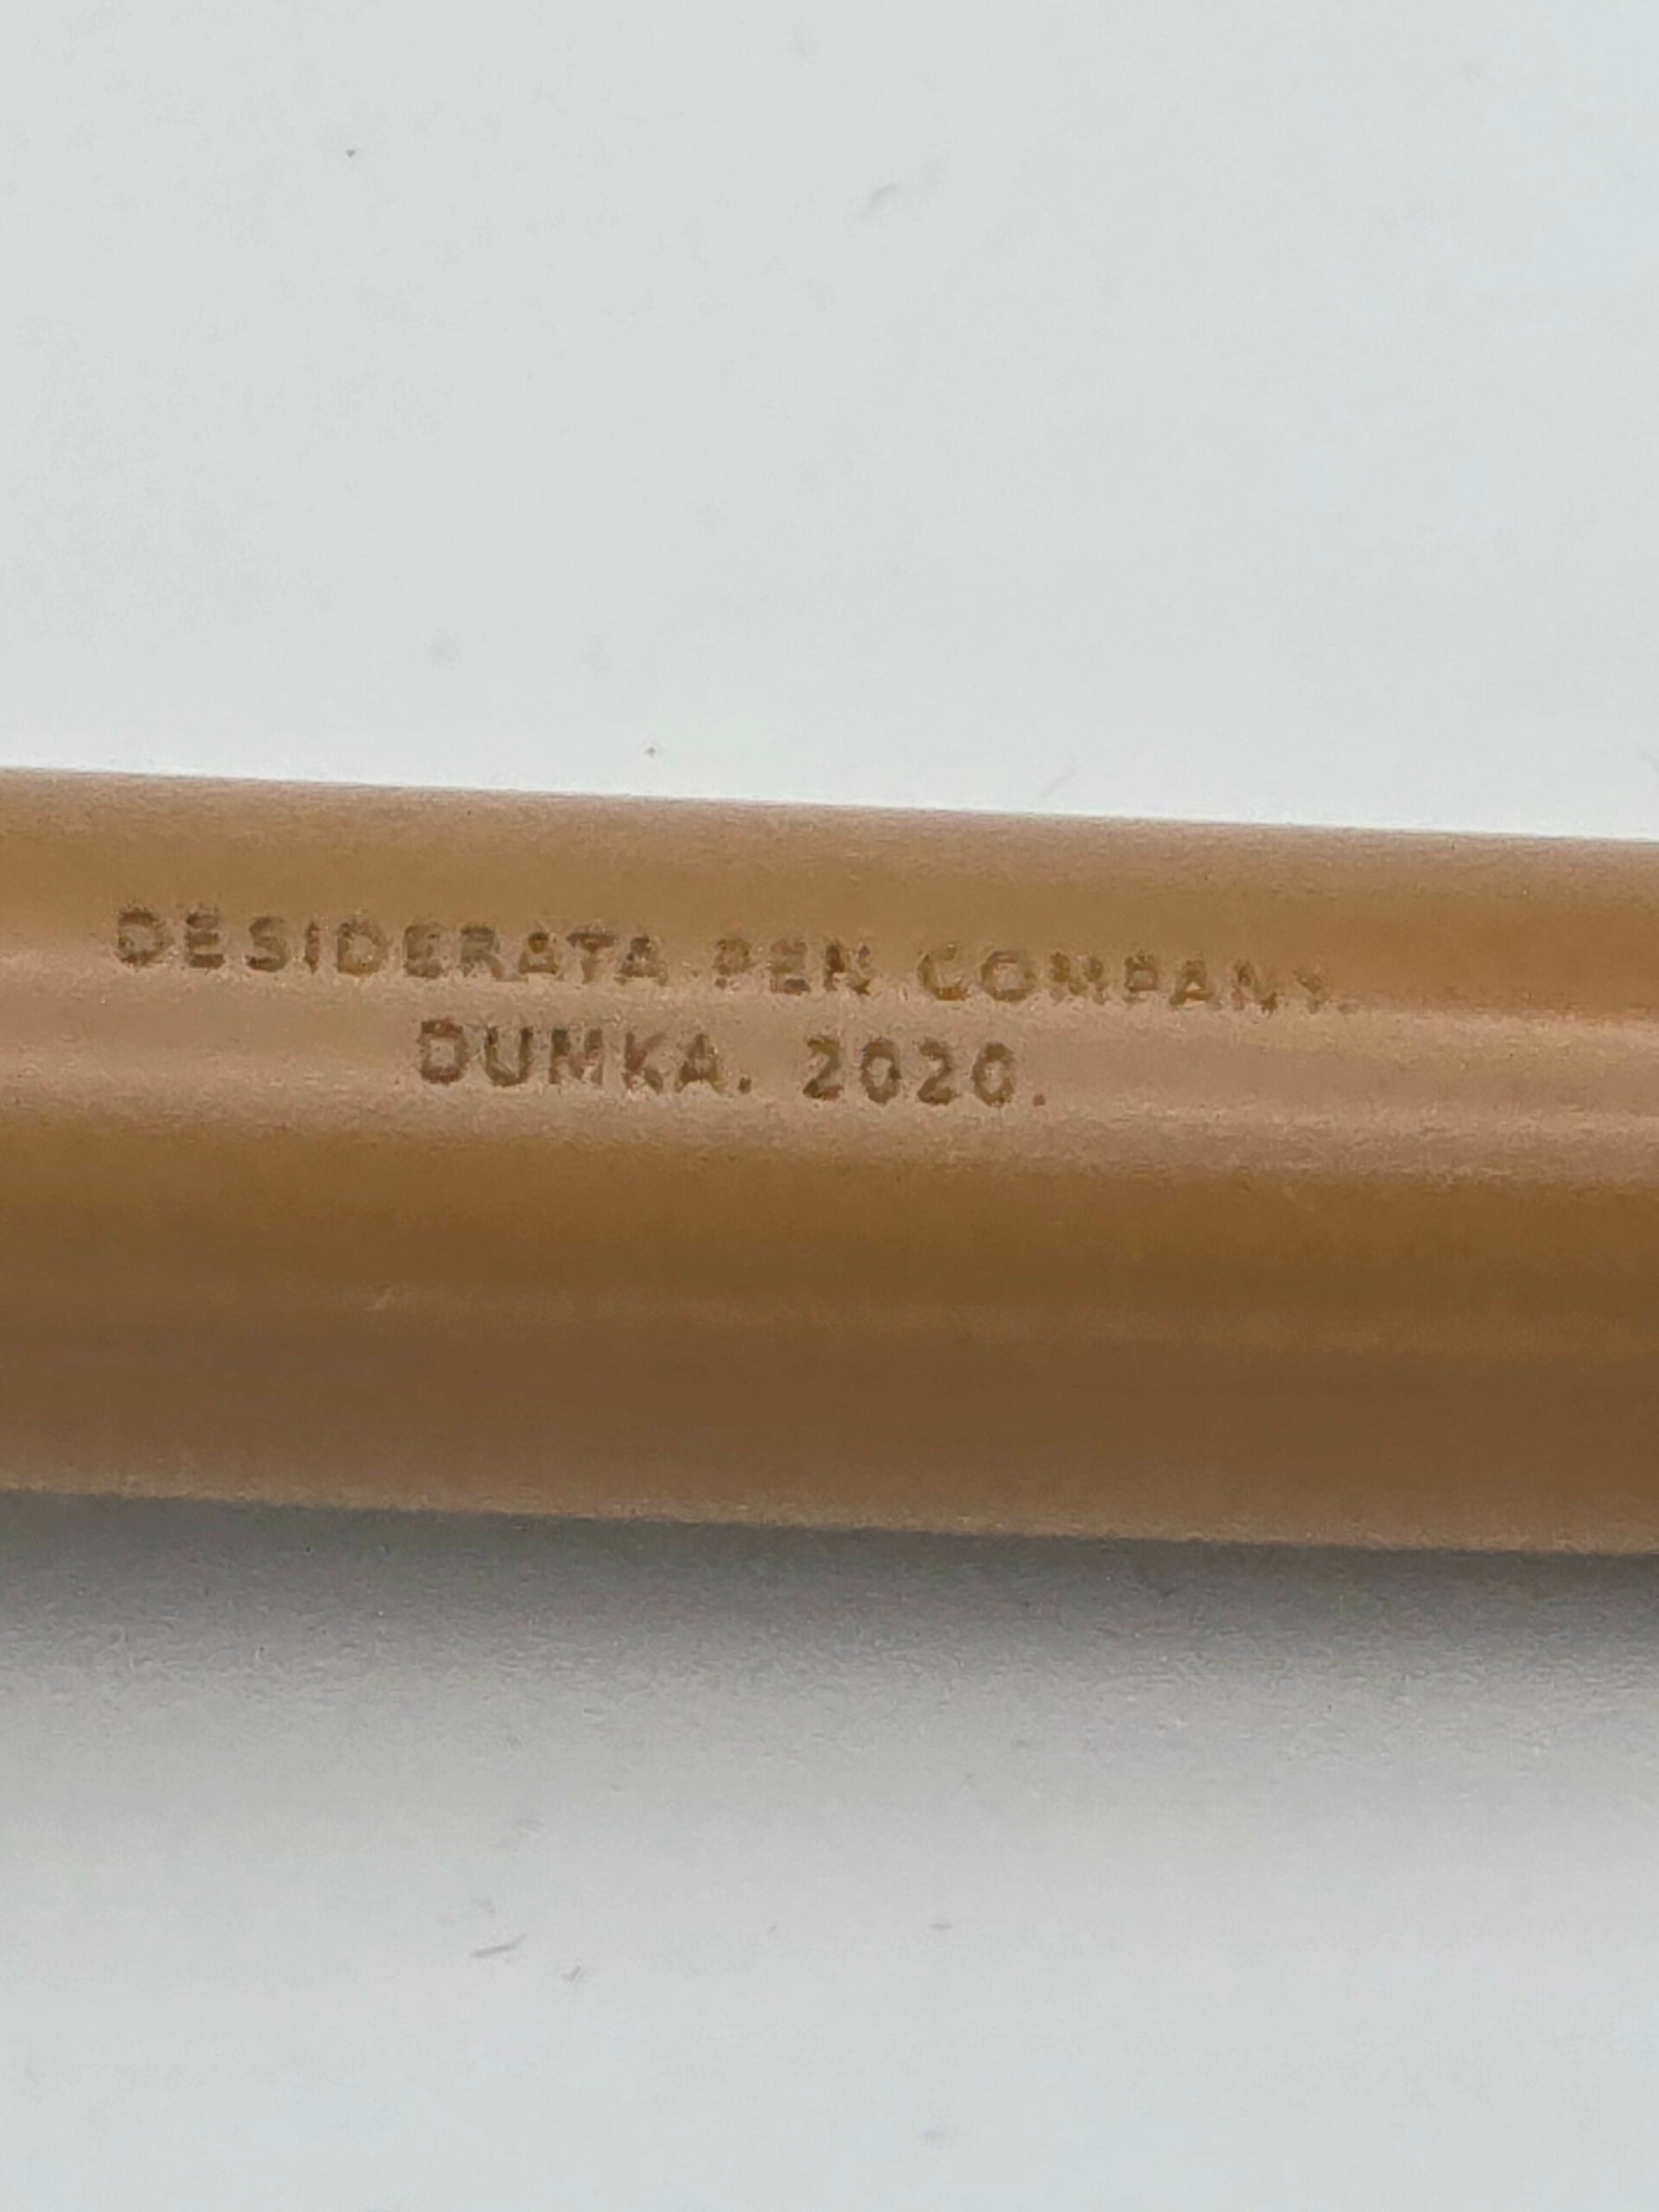 DESIDERATA PEN COMPANY.
DUMKA. 2020.